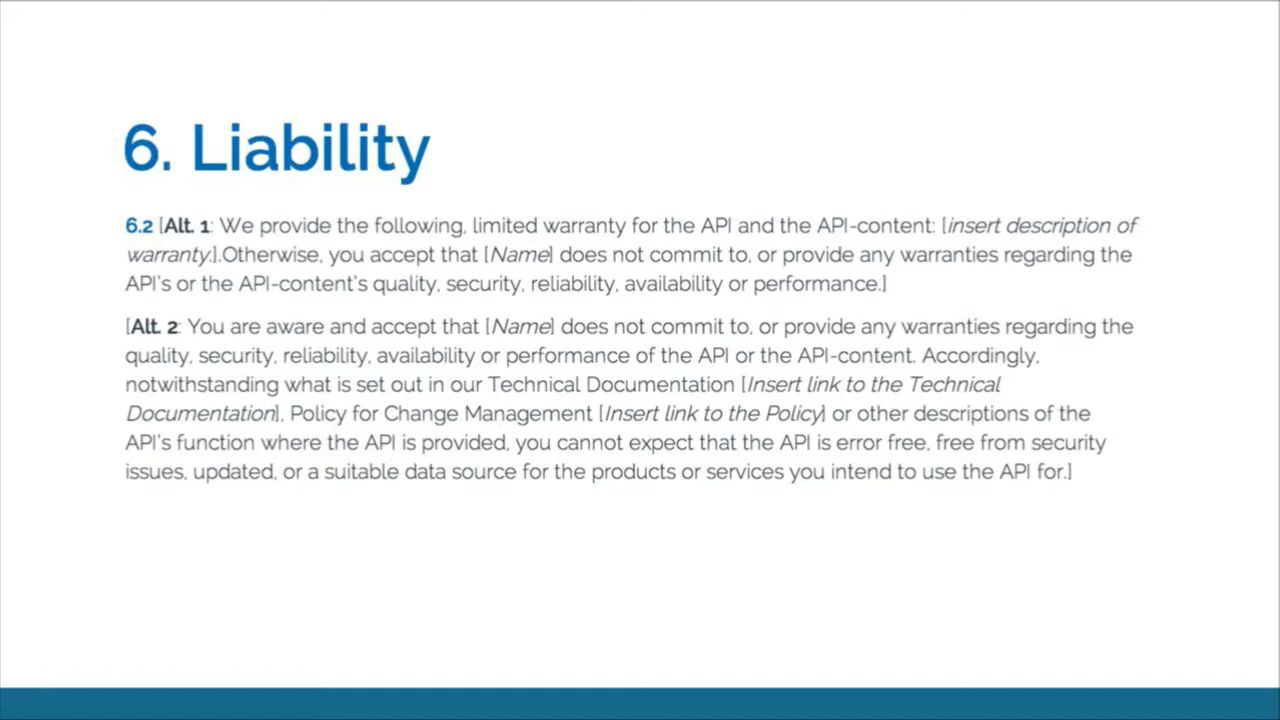 6. Liability
6.2 [Alt. 1: We provide the following, limited warranty for the API and the API-content: [insert description of
warranty.].Otherwise, you accept that [Name] does not commit to, or provide any warranties regarding the
API's or the API-content's quality, security, reliability, availability or performance.]
[Alt. 2: You are aware and accept that [Name] does not commit to, or provide any warranties regarding the
quality, security, reliability, availability or performance of the API or the API-content. Accordingly,
notwithstanding what is set out in our Technical Documentation [Insert link to the Technical
Documentation], Policy for Change Management [Insert link to the Policy] or other descriptions of the
API's function where the API is provided, you cannot expect that the API is error free, free from security
issues, updated, or a suitable data source for the products or services you intend to use the API for.]